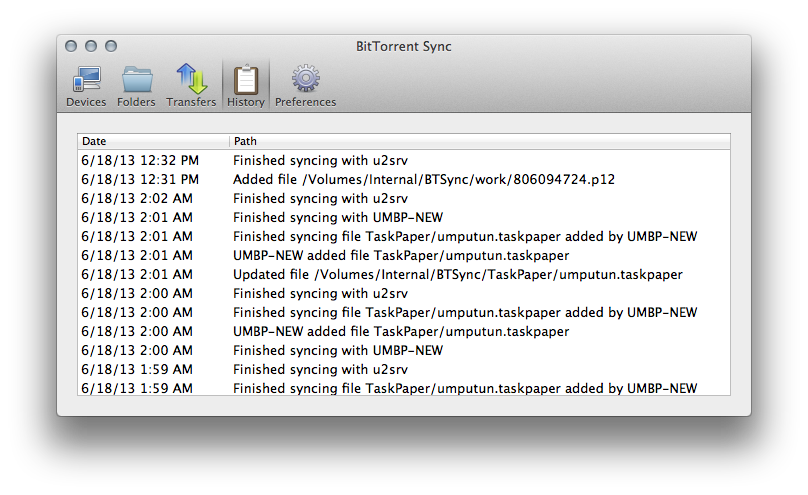 BitTorrent Sync
Devices Folders Transfers History Preferences
Date Path
6/18/13 12:32 PM Finished syncing with u2srv
6/18/13 12:31 PM Added file /Volumes/Internal/BTSync/work/806094724.p12
6/18/13 2:02 AM Finished syncing with u2srv
6/18/13 2:01 AM Finished syncing with UMBP-NEW
6/18/13 2:01 AM Finished syncing file TaskPaper/umputun.taskpaper added by UMBP-NEW
6/18/13 2:01 AM UMBP-NEW added file TaskPaper/umputun.taskpaper
6/18/13 2:01 AM Updated file /Volumes/Internal/BTSync/TaskPaper/umputun.taskpaper
6/18/13 2:00 AM Finished syncing with u2srv
6/18/13 2:00 AM Finished syncing file TaskPaper/umputun.taskpaper added by UMBP-NEW
6/18/13 2:00 AM UMBP-NEW added file TaskPaper/umputun.taskpaper
6/18/13 2:00 AM Finished syncing with UMBP-NEW
6/18/13 1:59 AM Finished syncing with u2srv
6/18/13 1:59 AM Finished syncing file TaskPaper/umputun.taskpaper added by UMBP-NEW